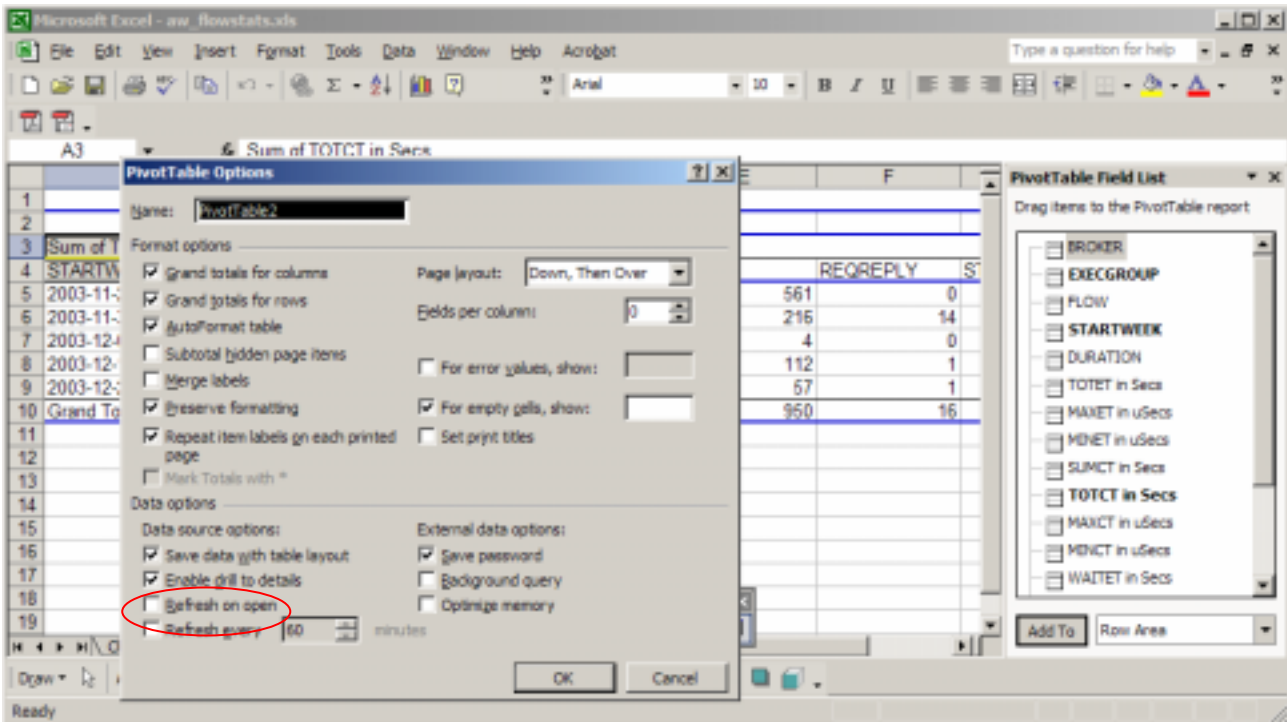 Microsoft Excel - aw_flowstats.xls
File Edit View Insert Format Tools Data Window Help Acrobat
Type a question for help
Arial 10 B I U
A3 Sum of TOTCT in Secs
PivotTable Options
Name: PivotTable2
Format options
Grand totals for columns
Grand totals for rows
AutoFormat table
Subtotal hidden page items
Merge labels
Preserve formatting
Repeat item labels on each printed
page
Mark Totals with *
Page layout: Down, Then Over
Fields per column: 0
For error values, show:
For empty cells, show:
Set print titles
Data options
Data source options:
Save data with table layout
Enable drill to details
Refresh on open
Refresh every 60 minutes
External data options:
Save password
Background query
Optimize memory
OK Cancel
E F
1
2
3 Sum of T
4 STARTW REQREPLY ST
5 2003-11- 561 0
6 2003-11- 216 14
7 2003-12- 4 0
8 2003-12- 112 1
9 2003-12- 57 1
10 Grand To 950 16
11
12
13
14
15
16
17
18
19
PivotTable Field List
Drag items to the PivotTable report
BROKER
EXECGROUP
FLOW
STARTWEEK
DURATION
TOTET in Secs
MAXET in uSecs
MINET in uSecs
SUMCT in Secs
TOTCT in Secs
MAXCT in uSecs
MINCT in uSecs
WAITET in Secs
Add To Row Area
Draw
Ready